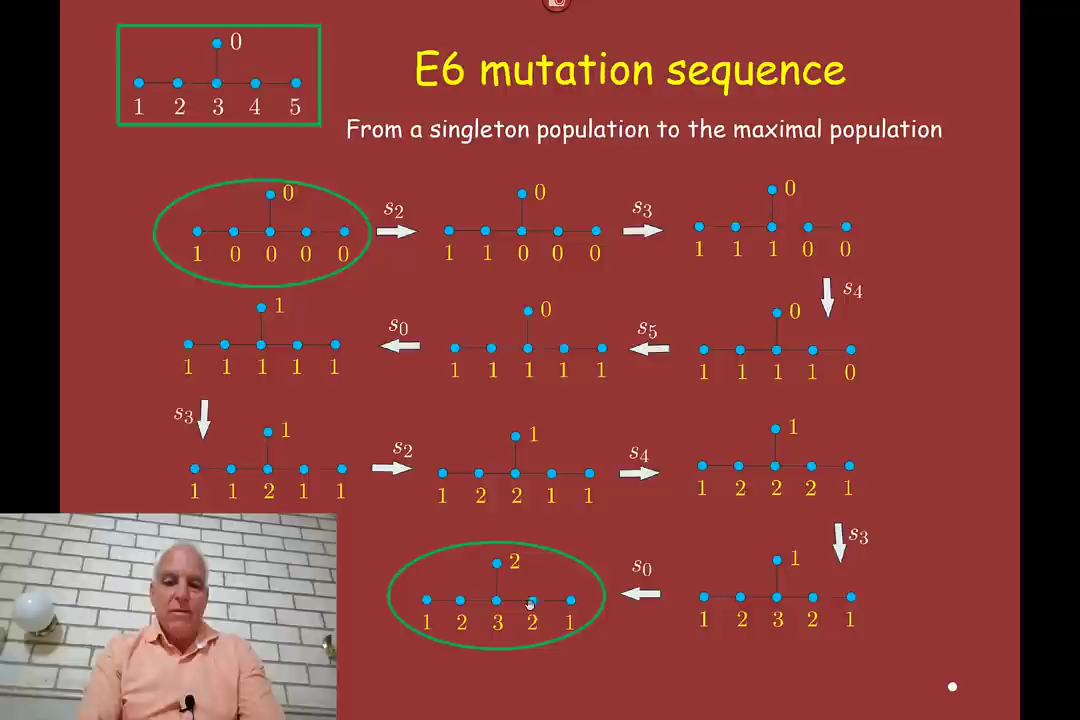 0
1 2 3 4 5
E6 mutation sequence
From a singleton population to the maximal population
0
1 0 0 0 0
s₂
0
1 1 0 0 0
s₃
0
1 1 1 0 0
s₄
1
1 1 1 1 1
s₀
0
1 1 1 1 1
s₅
0
1 1 1 1 0
s₃
1
1 1 2 1 1
s₂
1
1 2 2 1 1
s₄
1
1 2 2 2 1
s₃
2
1 2 3 2 1
s₀
1
1 2 3 2 1